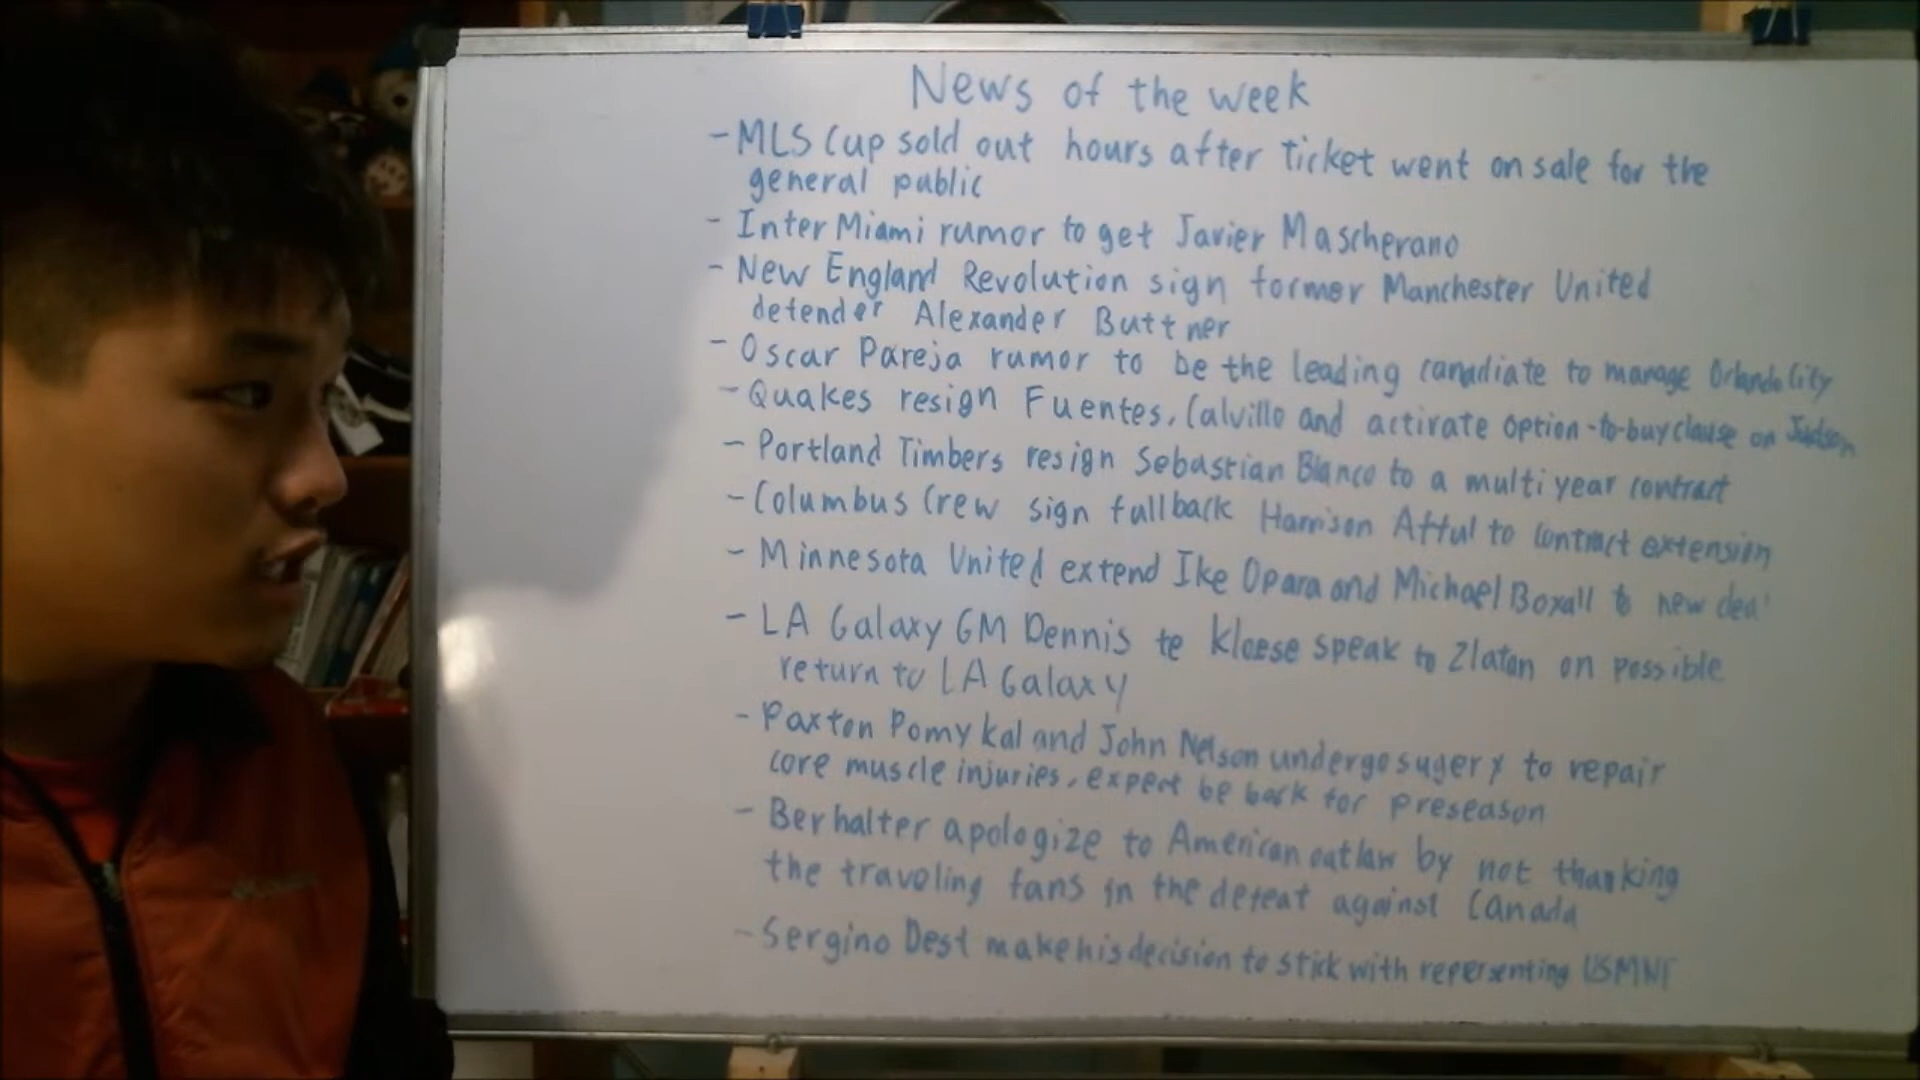 News of the week
- MLS Cup sold out hours after ticket went on sale for the
general public
- Inter Miami rumor to get Javier Mascherano
- New England Revolution sign former Manchester United
defender Alexander Buttner
- Oscar Pareja rumor to be the leading canadiate to manage Orlando City
- Quakes resign Fuentes, Calvillo and activate option-to-buy clause on Judson
- Portland Timbers resign Sebastian Blanco to a multi year contract
- Columbus Crew sign fullback Harrison Afful to contract extension
- Minnesota United extend Ike Opara and Michael Boxall to new deal
- LA Galaxy GM Dennis te kloese speak to Zlatan on possible
return to LA Galaxy
- Paxton Pomykal and John Nelson undergo sugery to repair
core muscle injuries, expect be back for preseason
- Berhalter apologize to American outlaw by not thanking
the traveling fans in the defeat against Canada
- Sergino Dest make his decision to stick with repersenting USMNT